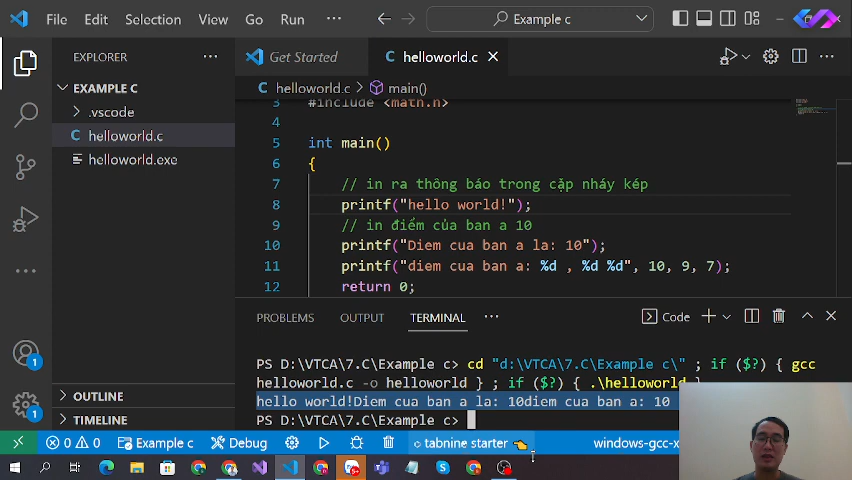 File Edit Selection View Go Run ··· Example c
EXPLORER ···
Get Started
C helloworld.c
EXAMPLE C
C helloworld.c > main()
.vscode
C helloworld.c
helloworld.exe
3 #include <math.h>
4
5 int main()
6 {
7 // in ra thông báo trong cặp nháy kép
8 printf("hello world!");
9 // in điểm của bạn a 10
10 printf("Diem cua ban a la: 10");
11 printf("diem cua ban a: %d , %d %d", 10, 9, 7);
12 return 0;
PROBLEMS OUTPUT TERMINAL ··· Code
PS D:\VTCA\7.C\Example c> cd "d:\VTCA\7.C\Example c\" ; if ($?) { gcc
helloworld.c -o helloworld } ; if ($?) { .\helloworld }
hello world!Diem cua ban a la: 10diem cua ban a: 10
PS D:\VTCA\7.C\Example c>
OUTLINE
TIMELINE
1
1
0 0 Example c Debug tabnine starter windows-gcc-x